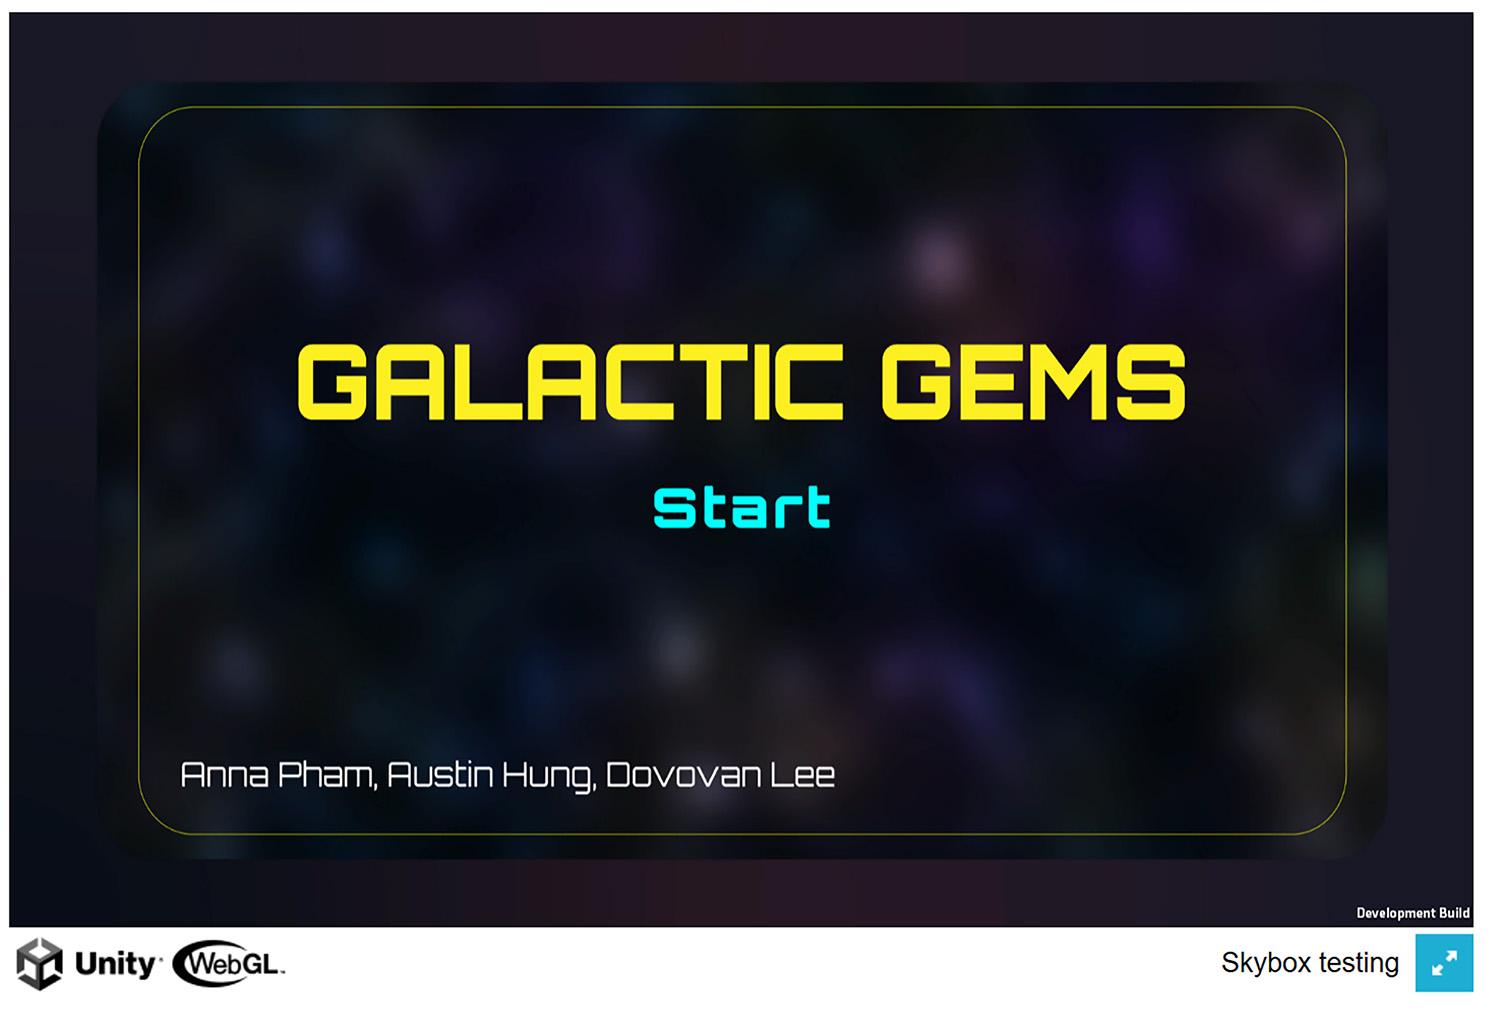 GALACTIC GEMS
Start
Anna Pham, Austin Hung, Dovovan Lee
Development Build
Unity WebGL
Skybox testing